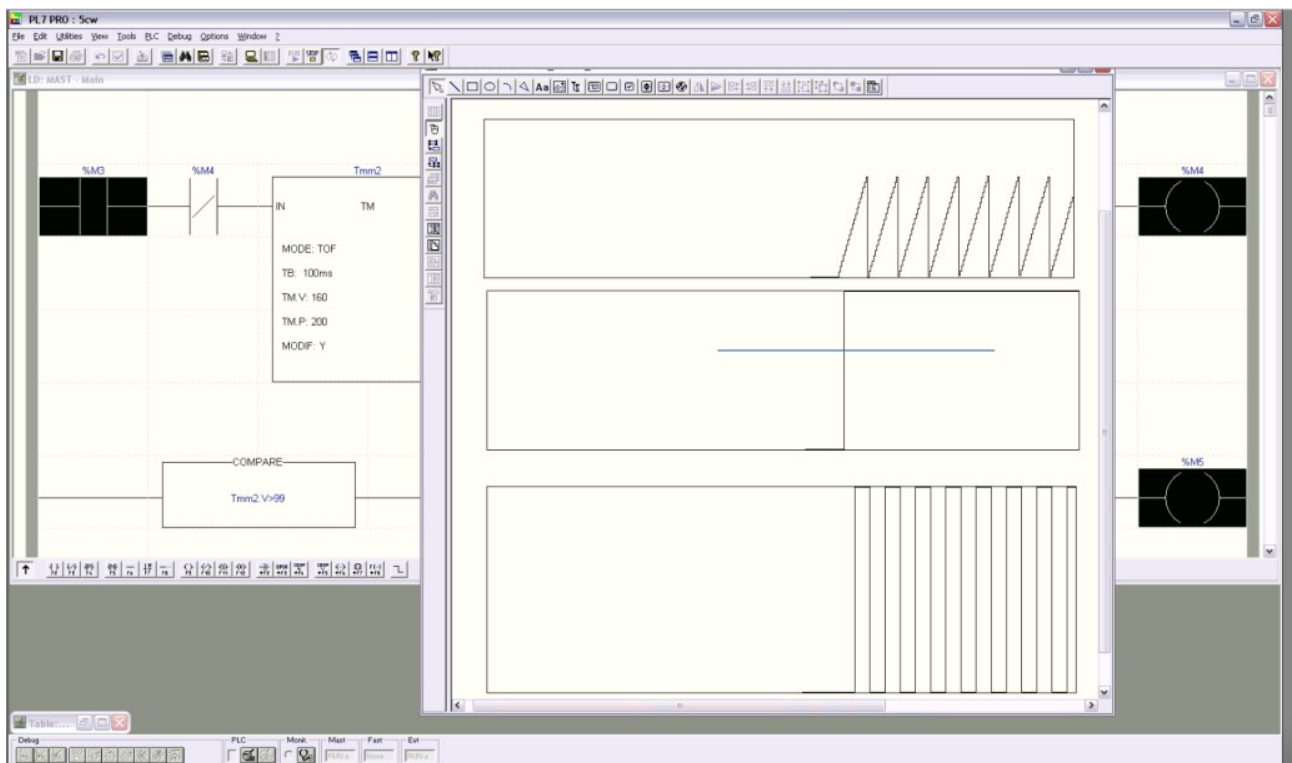 PL7 PRO : 5cw
File Edit Utilities View Tools PLC Debug Options Window ?
LD: MAST - Main
%M3 %M4 Tmm2 %M4
IN TM
MODE: TOF
TB: 100ms
TM.V: 160
TM.P: 200
MODIF: Y
COMPARE %M5
Tmm2.V>99
Table:...
Debug PLC Monit. Mast Fast Evt